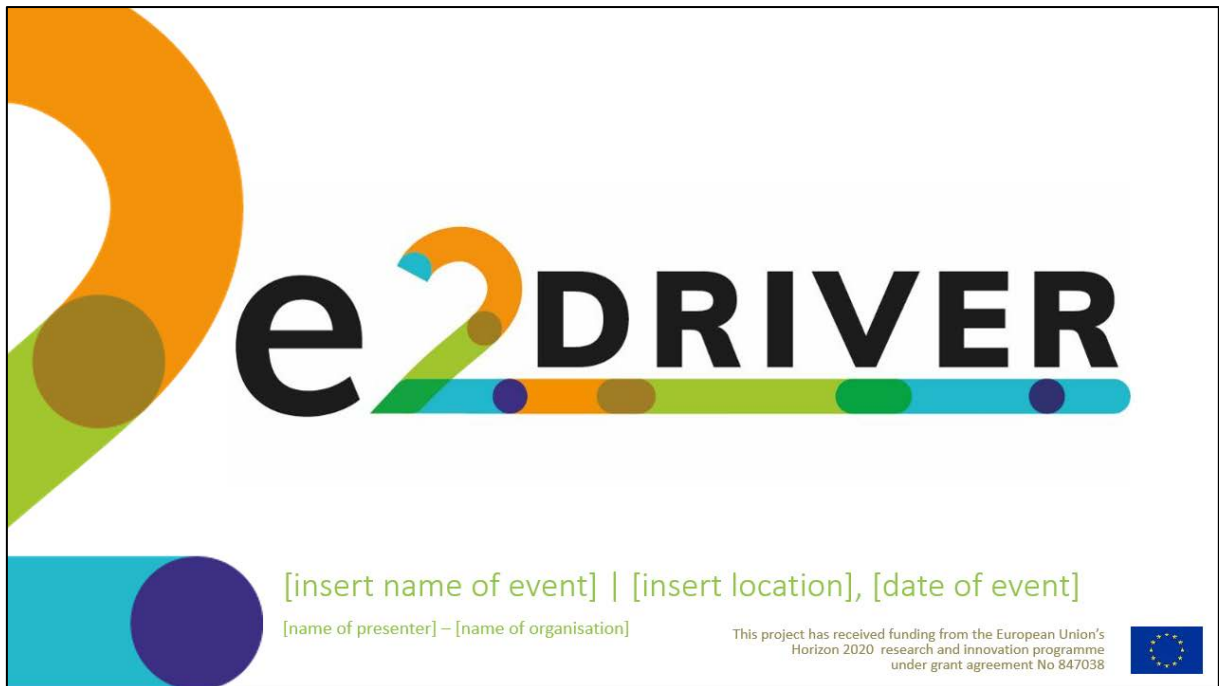 e2DRIVER
[insert name of event] | [insert location], [date of event]
[name of presenter] – [name of organisation]
This project has received funding from the European Union's
Horizon 2020 research and innovation programme
under grant agreement No 847038